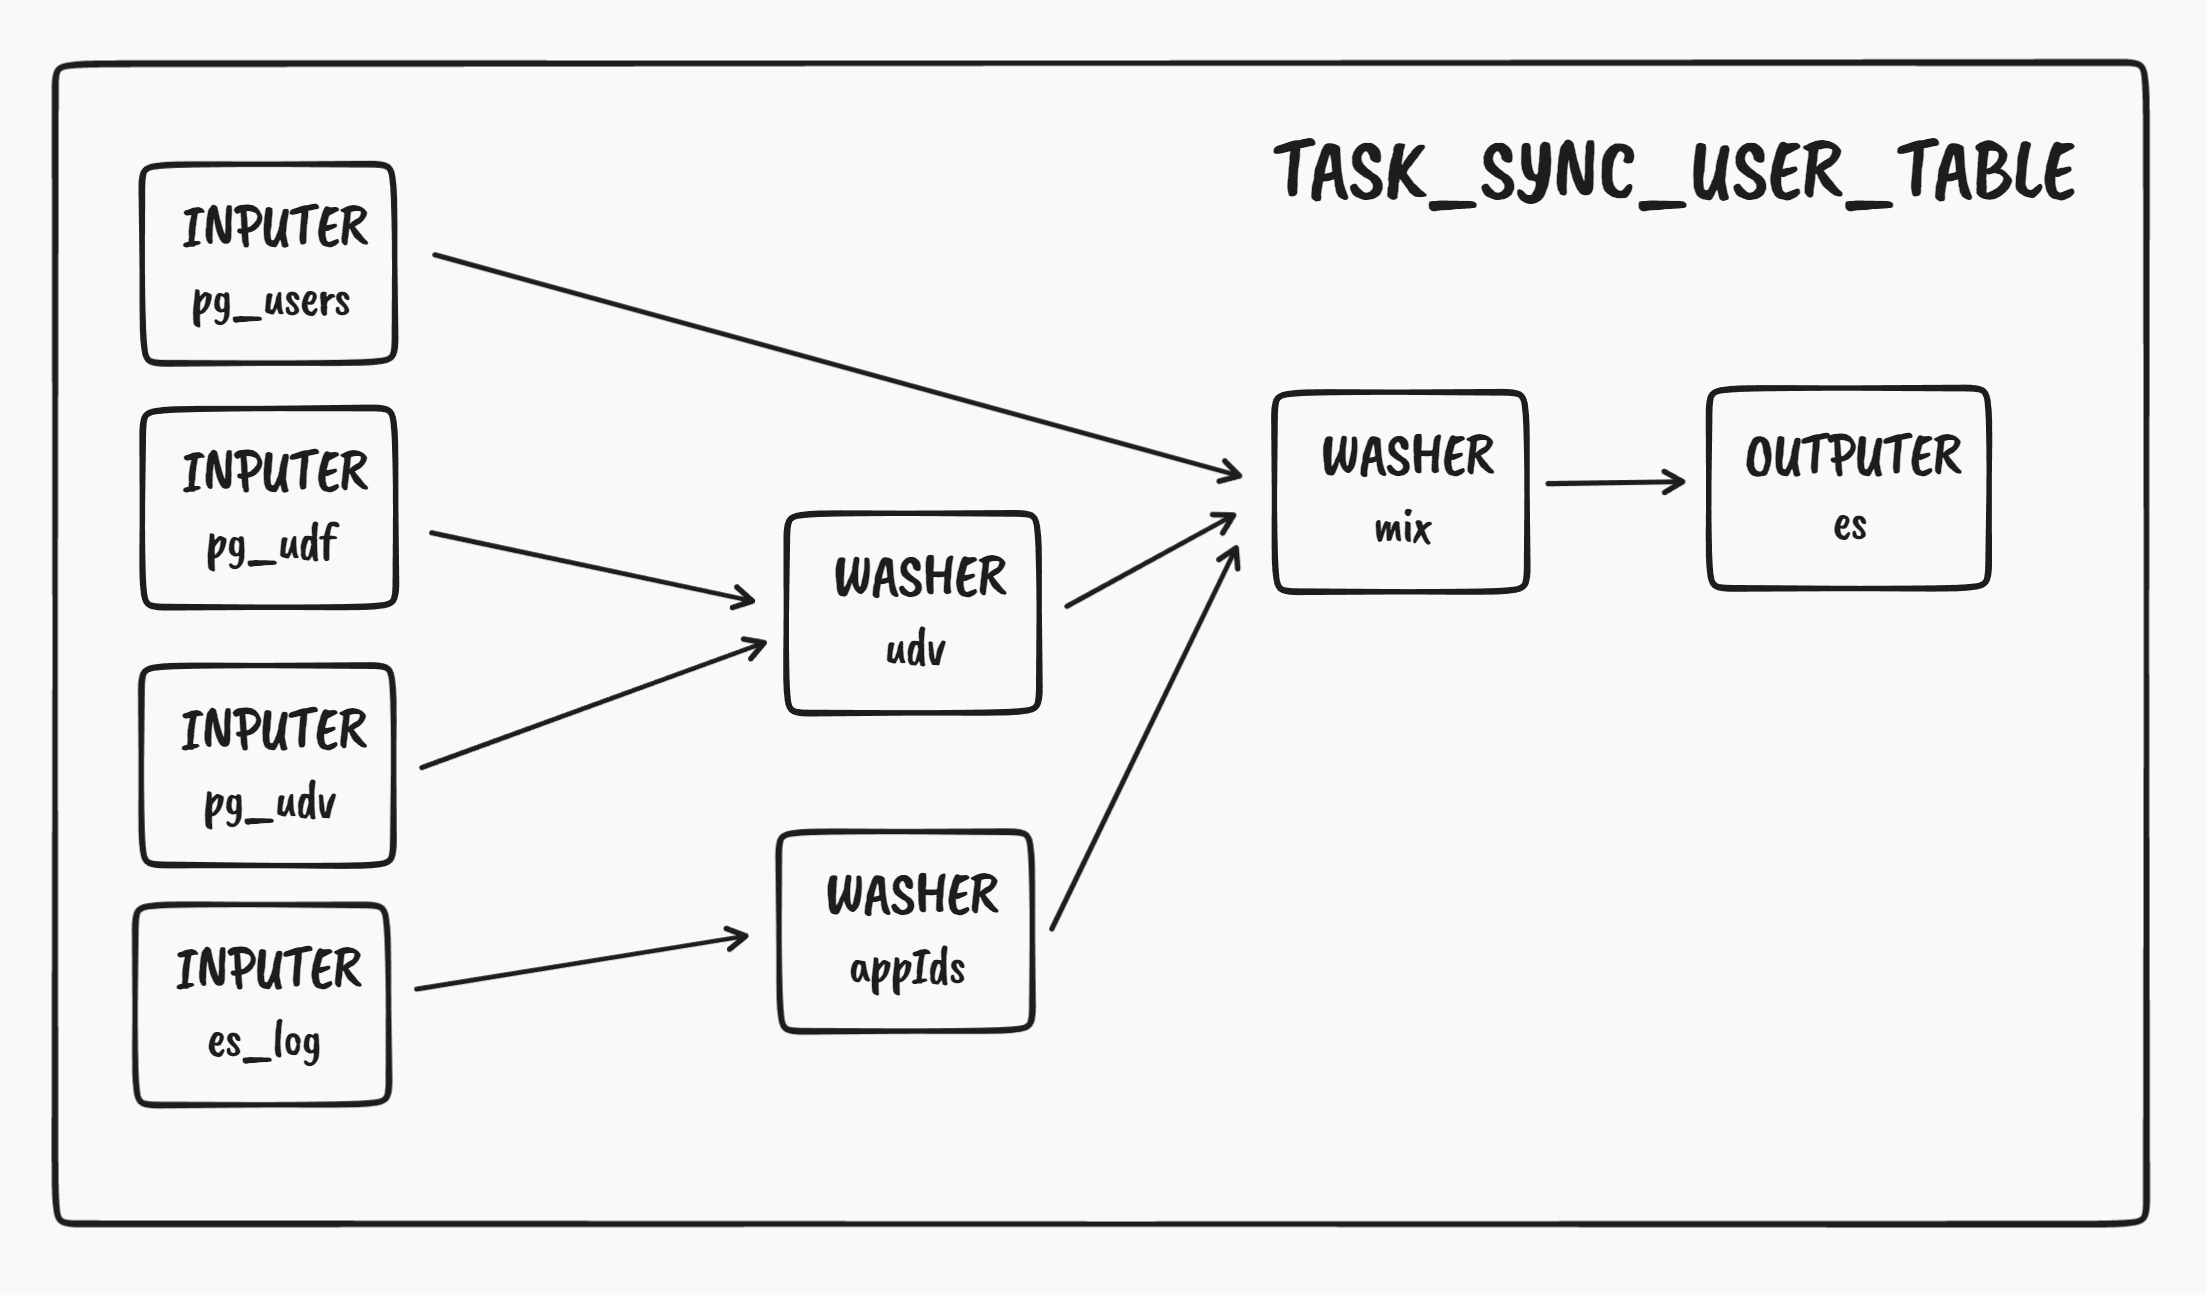 TASK_SYNC_USER_TABLE
INPUTER
pg_users
INPUTER
pg_udf
INPUTER
pg_udv
INPUTER
es_log
WASHER
udv
WASHER
appIds
WASHER
mix
OUTPUTER
es